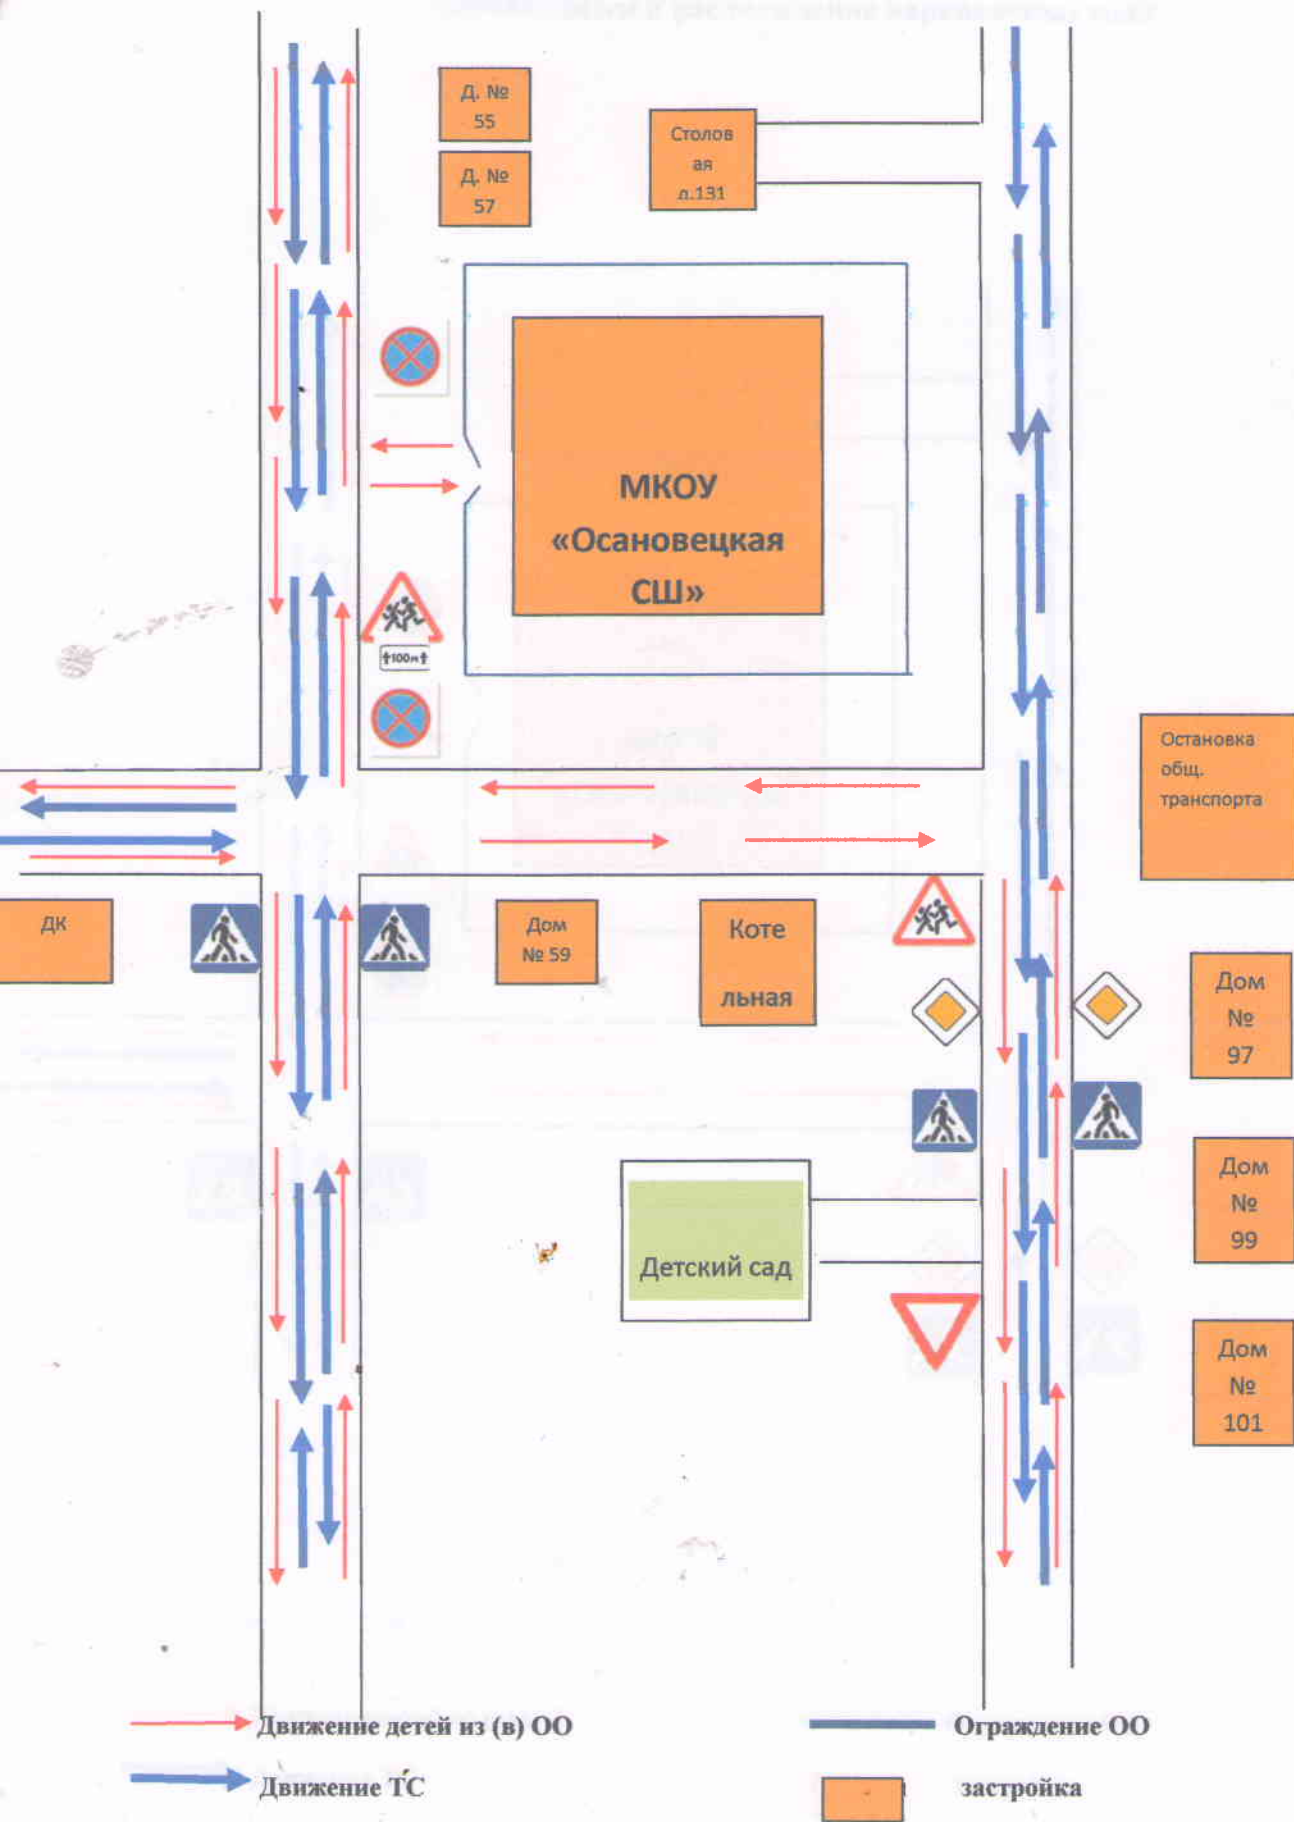 Д. №
55
Д. №
57
Столов
ая
д.131
МКОУ
«Осановецкая
СШ»
100м
Остановка
общ.
транспорта
ДК
Дом
№ 59
Коте
льная
Дом
№
97
Дом
№
99
Детский сад
Дом
№
101
Движение детей из (в) ОО
Ограждение ОО
Движение ТС
застройка